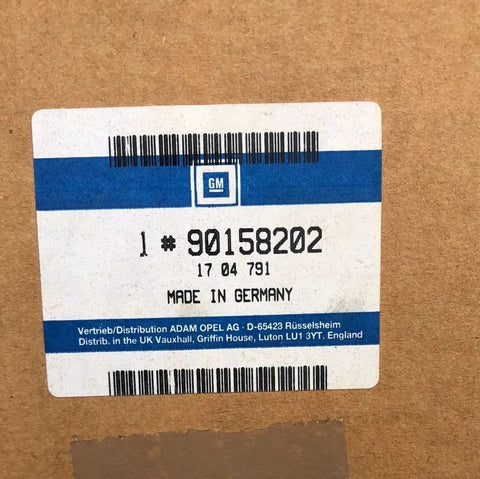 GM
1 # 90158202
17 04 791
MADE IN GERMANY
Vertrieb/Distribution ADAM OPEL AG - D-65423 Rüsselsheim
Distrib. in the UK Vauxhall, Griffin House, Luton LU1 3YT. England